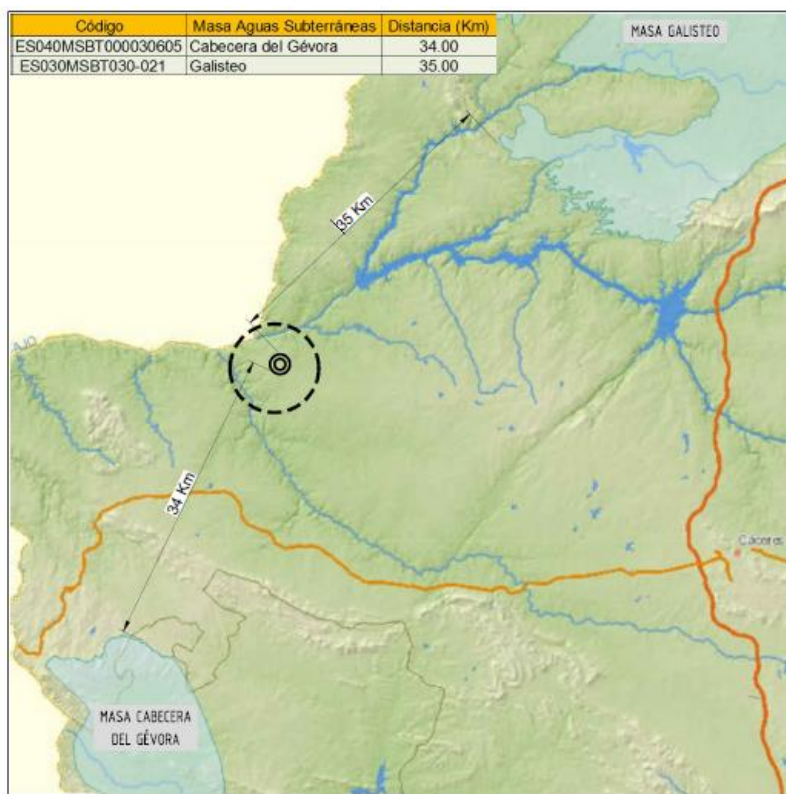 Código Masa Aguas Subterráneas Distancia (Km)
ES040MSBT000030605 Cabecera del Gévora 34.00
ES030MSBT030-021 Galisteo 35.00
MASA GALISTEO
35 Km
AJO
34 Km
Cáceres
MASA CABECERA
DEL GÉVORA